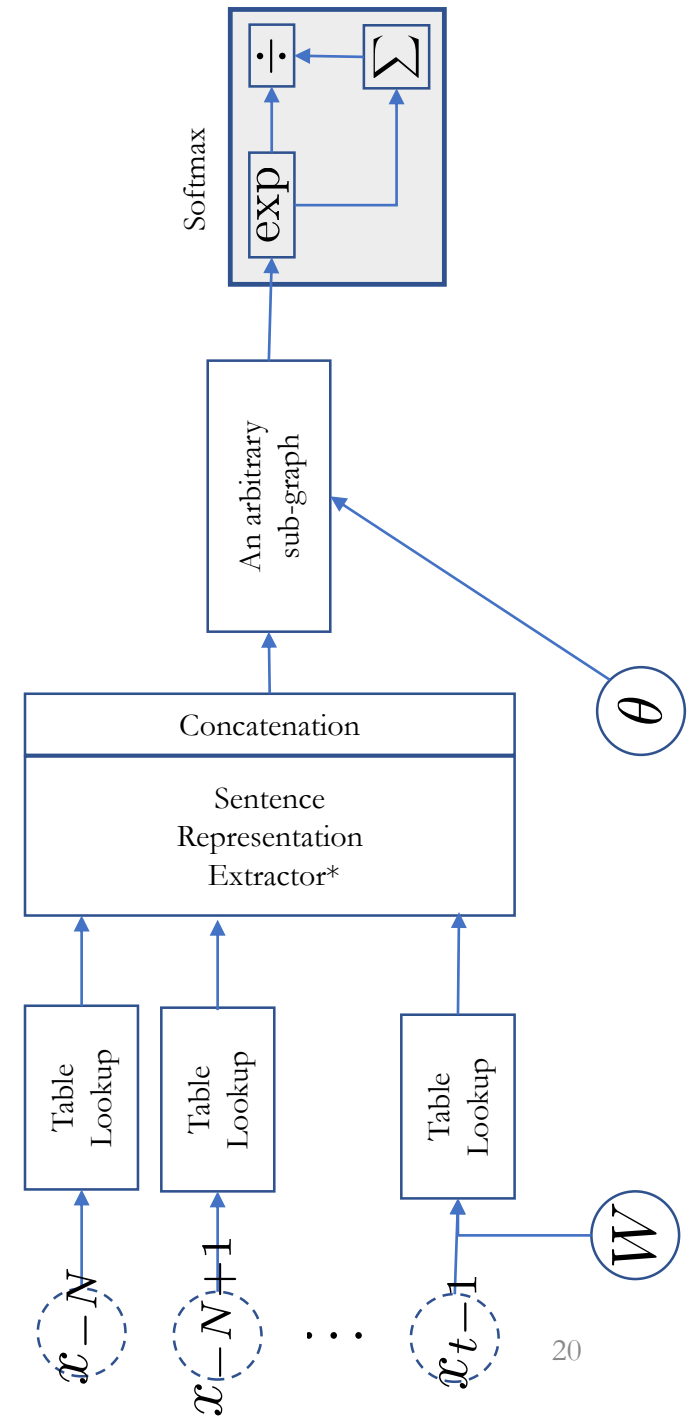 Softmax
exp
÷
Σ
An arbitrary
sub-graph
Concatenation
Sentence
Representation
Extractor*
θ
Table
Lookup
Table
Lookup
Table
Lookup
x−N
x−N+1
...
xt−1
W
20